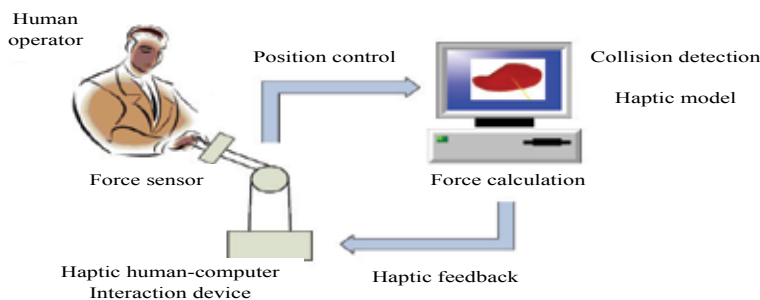 Human
operator
Position control
Collision detection
Haptic model
Force sensor
Force calculation
Haptic human-computer
Interaction device
Haptic feedback